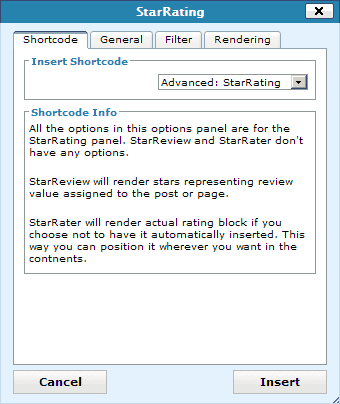 StarRating
Shortcode General Filter Rendering
Insert Shortcode
Advanced: StarRating
Shortcode Info
All the options in this options panel are for the
StarRating panel. StarReview and StarRater don't
have any options.
StarReview will render stars representing review
value assigned to the post or page.
StarRater will render actual rating block if you
choose not to have it automatically inserted. This
way you can position it wherever you want in the
contnents.
Cancel Insert